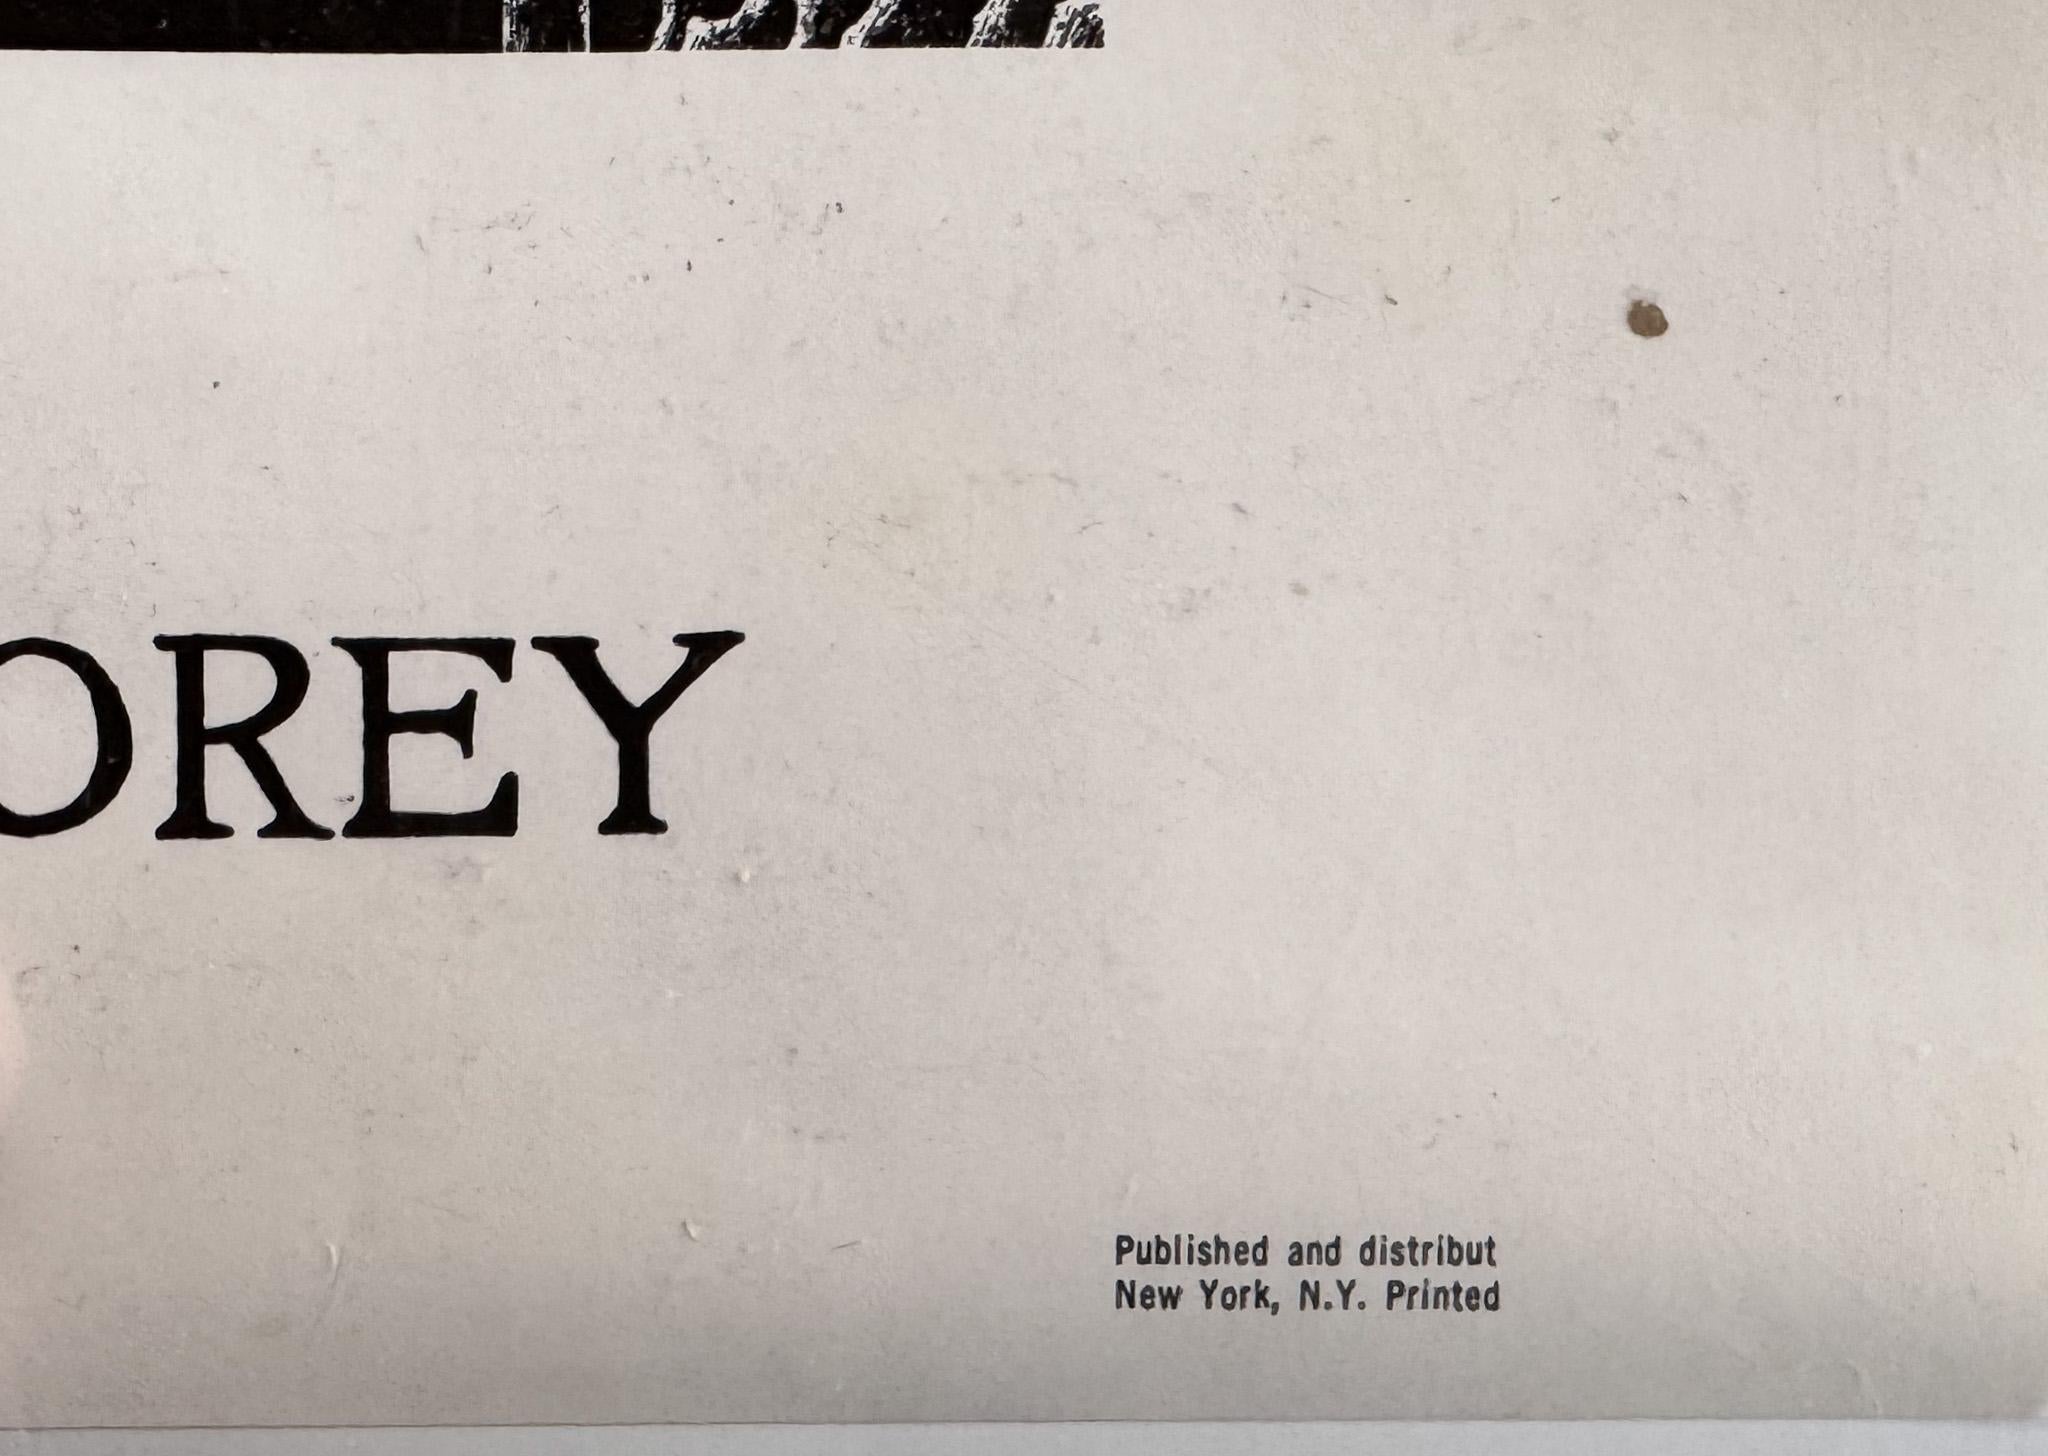 OREY
Published and distribut
New York, N.Y. Printed